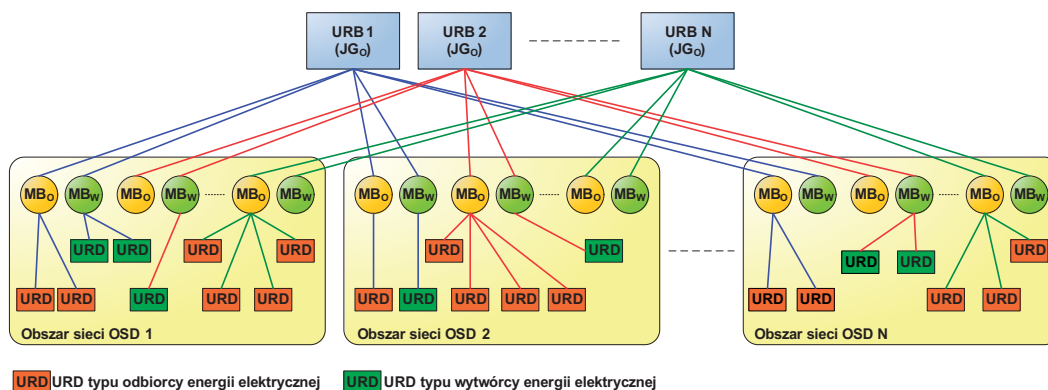 URB 1 URB 2 URB N
(JGO) (JGO) (JGO)
MBO MBW MBO MBW MBO MBW MBO MBW MBO MBW MBO MBW MBO MBW MBO MBW MBO MBW
URD URD URD URD URD URD URD URD URD
URD URD URD URD URD URD URD URD URD URD URD URD URD URD URD
Obszar sieci OSD 1 Obszar sieci OSD 2 Obszar sieci OSD N
URD URD typu odbiorcy energii elektrycznej URD URD typu wytwórcy energii elektrycznej